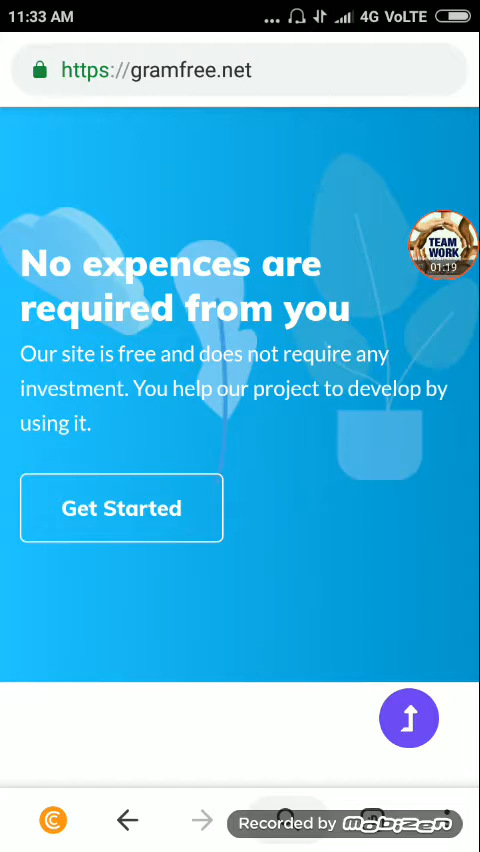 11:33 AM
4G VoLTE
https://gramfree.net
TEAM
WORK
01:19
No expences are
required from you
Our site is free and does not require any
investment. You help our project to develop by
using it.
Get Started
Recorded by mobizen